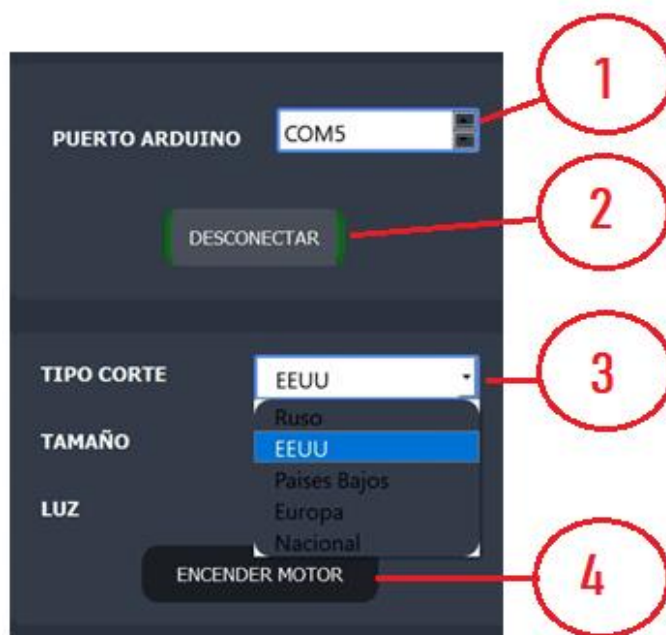 1
PUERTO ARDUINO COM5
2
DESCONECTAR
TIPO CORTE EEUU 3
Ruso
TAMAÑO EEUU
Paises Bajos
LUZ Europa
Nacional
ENCENDER MOTOR 4